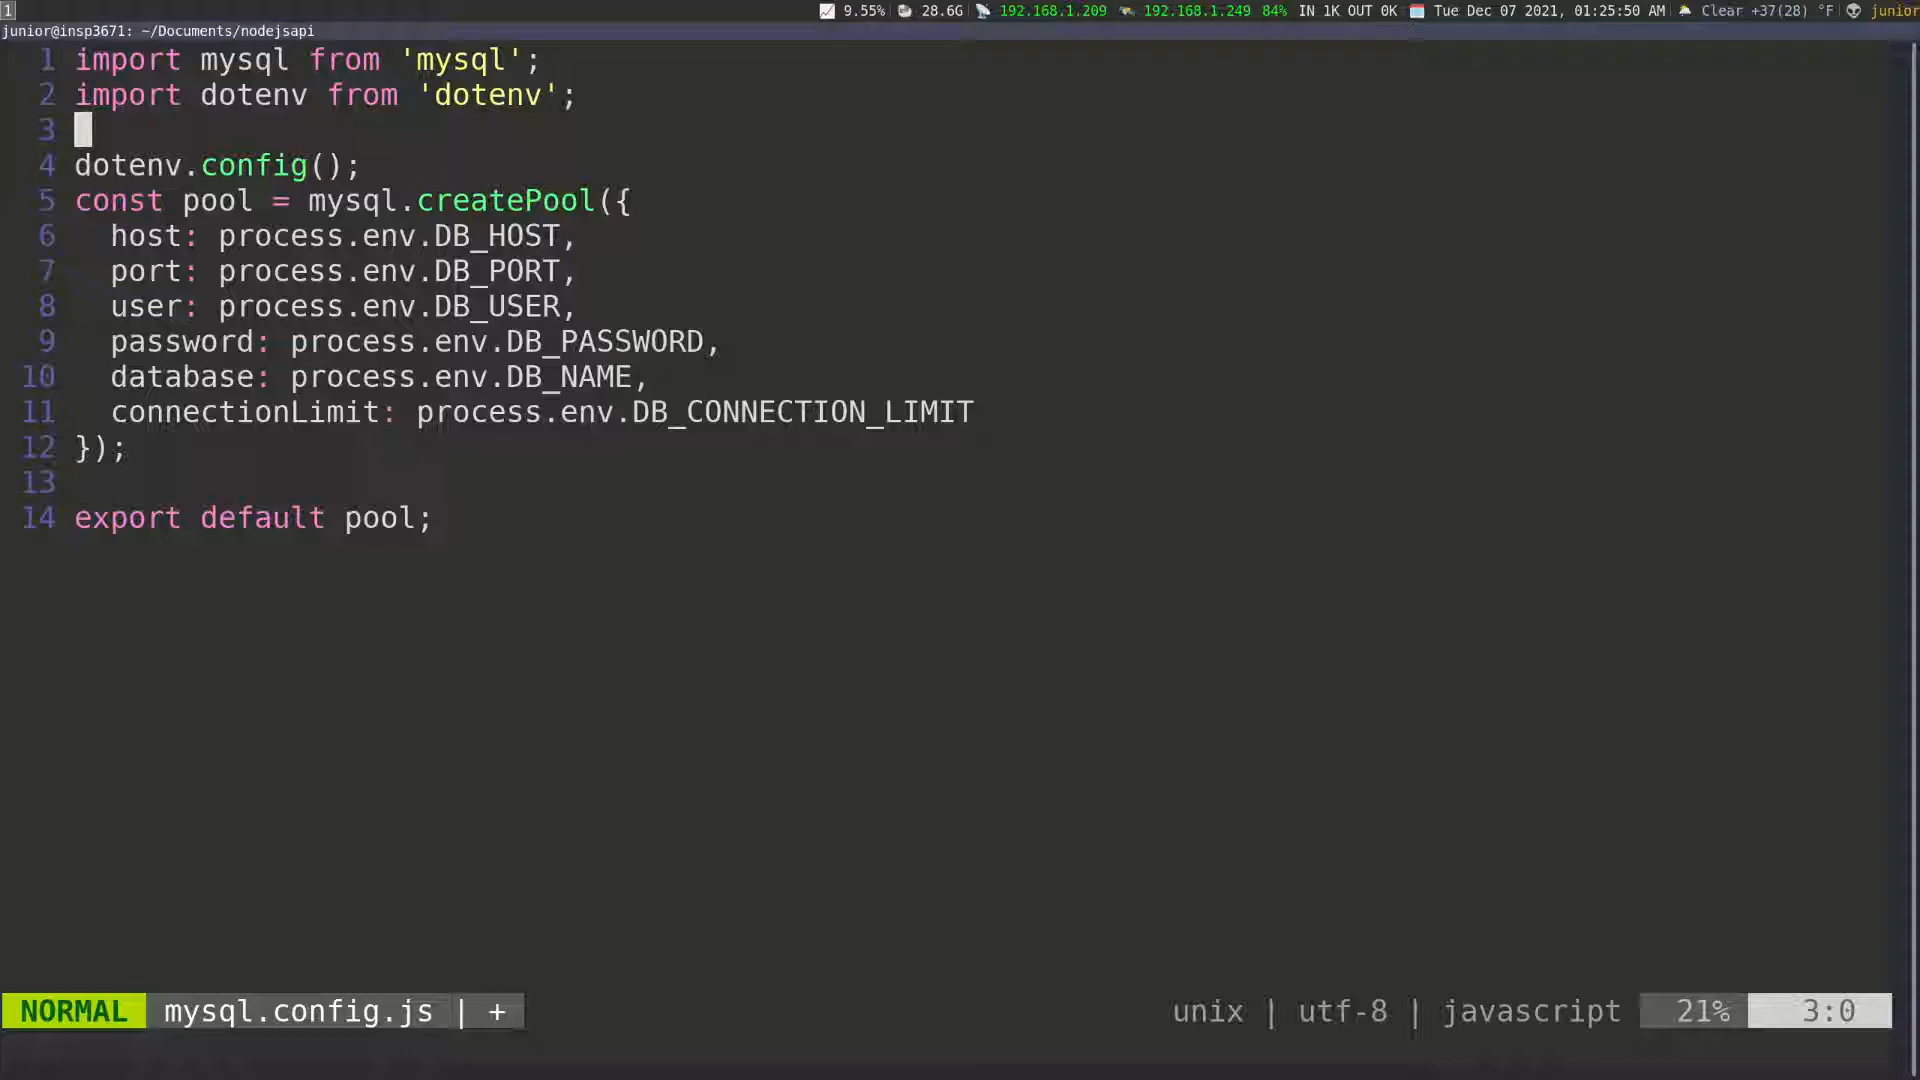 1 9.55% 28.6G 192.168.1.209 192.168.1.249 84% IN 1K OUT 0K Tue Dec 07 2021, 01:25:50 AM Clear +37(28) °F junior
junior@insp3671: ~/Documents/nodejsapi
1 import mysql from 'mysql';
2 import dotenv from 'dotenv';
3
4 dotenv.config();
5 const pool = mysql.createPool({
6   host: process.env.DB_HOST,
7   port: process.env.DB_PORT,
8   user: process.env.DB_USER,
9   password: process.env.DB_PASSWORD,
10   database: process.env.DB_NAME,
11   connectionLimit: process.env.DB_CONNECTION_LIMIT
12 });
13
14 export default pool;
NORMAL mysql.config.js | + unix | utf-8 | javascript 21% 3:0